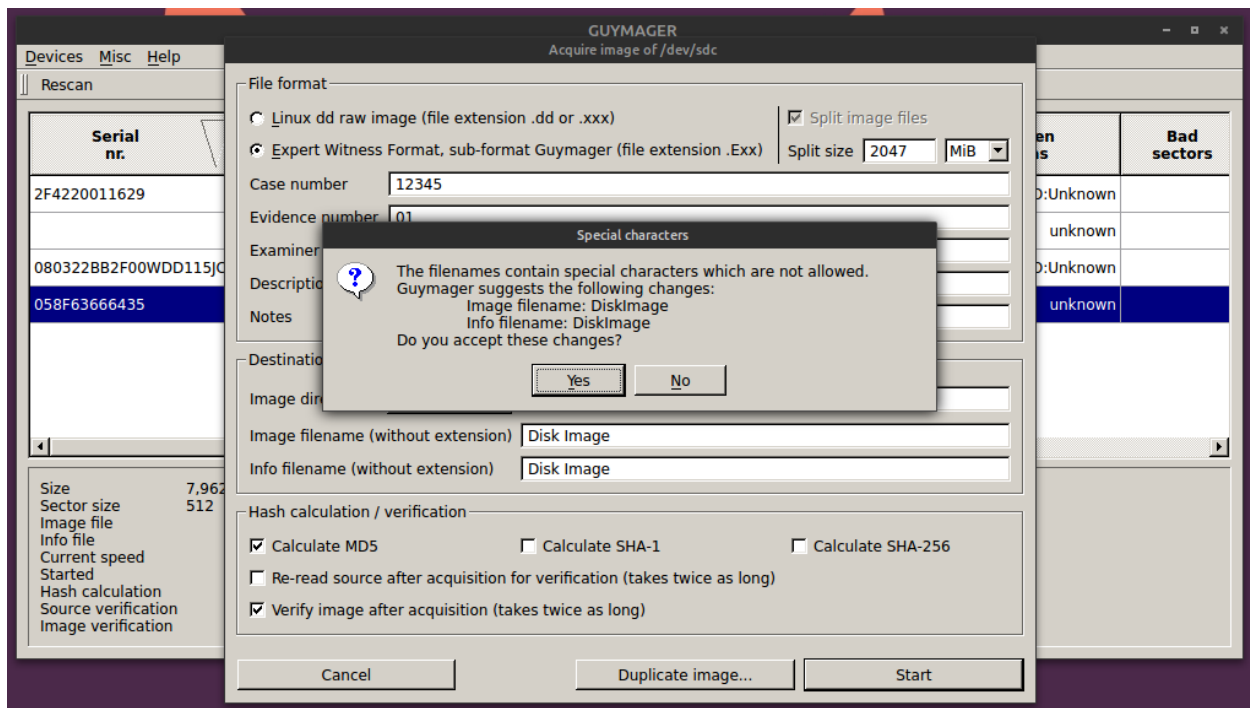 GUYMAGER
Acquire image of /dev/sdc
Devices Misc Help
Rescan
Serial
nr.
Bad
sectors
2F4220011629
unknown
080322BB2F00WDD115JC
058F63666435
unknown
File format
Linux dd raw image (file extension .dd or .xxx)
Split image files
Expert Witness Format, sub-format Guymager (file extension .Exx)
Split size 2047 MiB
Case number 12345
Evidence number 01
Examiner
Notes
Special characters
The filenames contain special characters which are not allowed.
Guymager suggests the following changes:
Image filename: DiskImage
Info filename: DiskImage
Do you accept these changes?
Yes No
Image filename (without extension) Disk Image
Info filename (without extension) Disk Image
Hash calculation / verification
Calculate MD5 Calculate SHA-1 Calculate SHA-256
Re-read source after acquisition for verification (takes twice as long)
Verify image after acquisition (takes twice as long)
Cancel Duplicate image... Start
Size 7,962
Sector size 512
Image file
Info file
Current speed
Started
Hash calculation
Source verification
Image verification